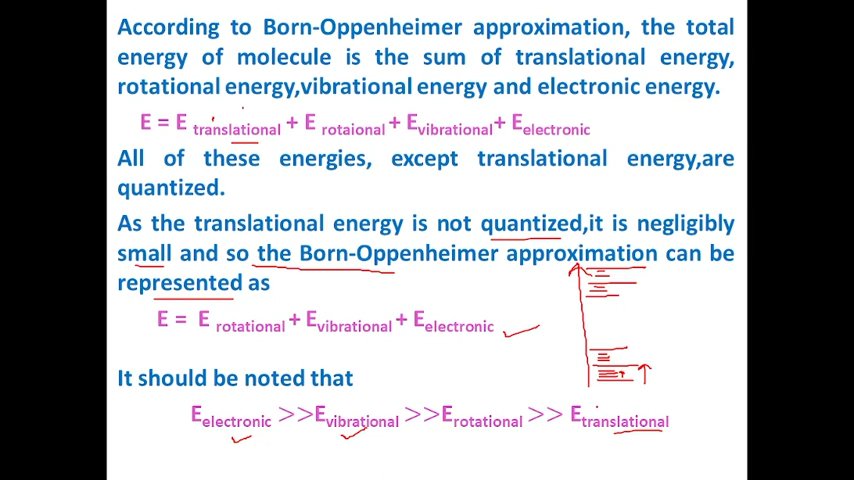 According to Born-Oppenheimer approximation, the total
energy of molecule is the sum of translational energy,
rotational energy,vibrational energy and electronic energy.
E = E translational + E rotaional + Evibrational+ Eelectronic
All of these energies, except translational energy,are
quantized.
As the translational energy is not quantized,it is negligibly
small and so the Born-Oppenheimer approximation can be
represented as
E = E rotational + Evibrational + Eelectronic
It should be noted that
Eelectronic >>Evibrational >>Erotational >> Etranslational